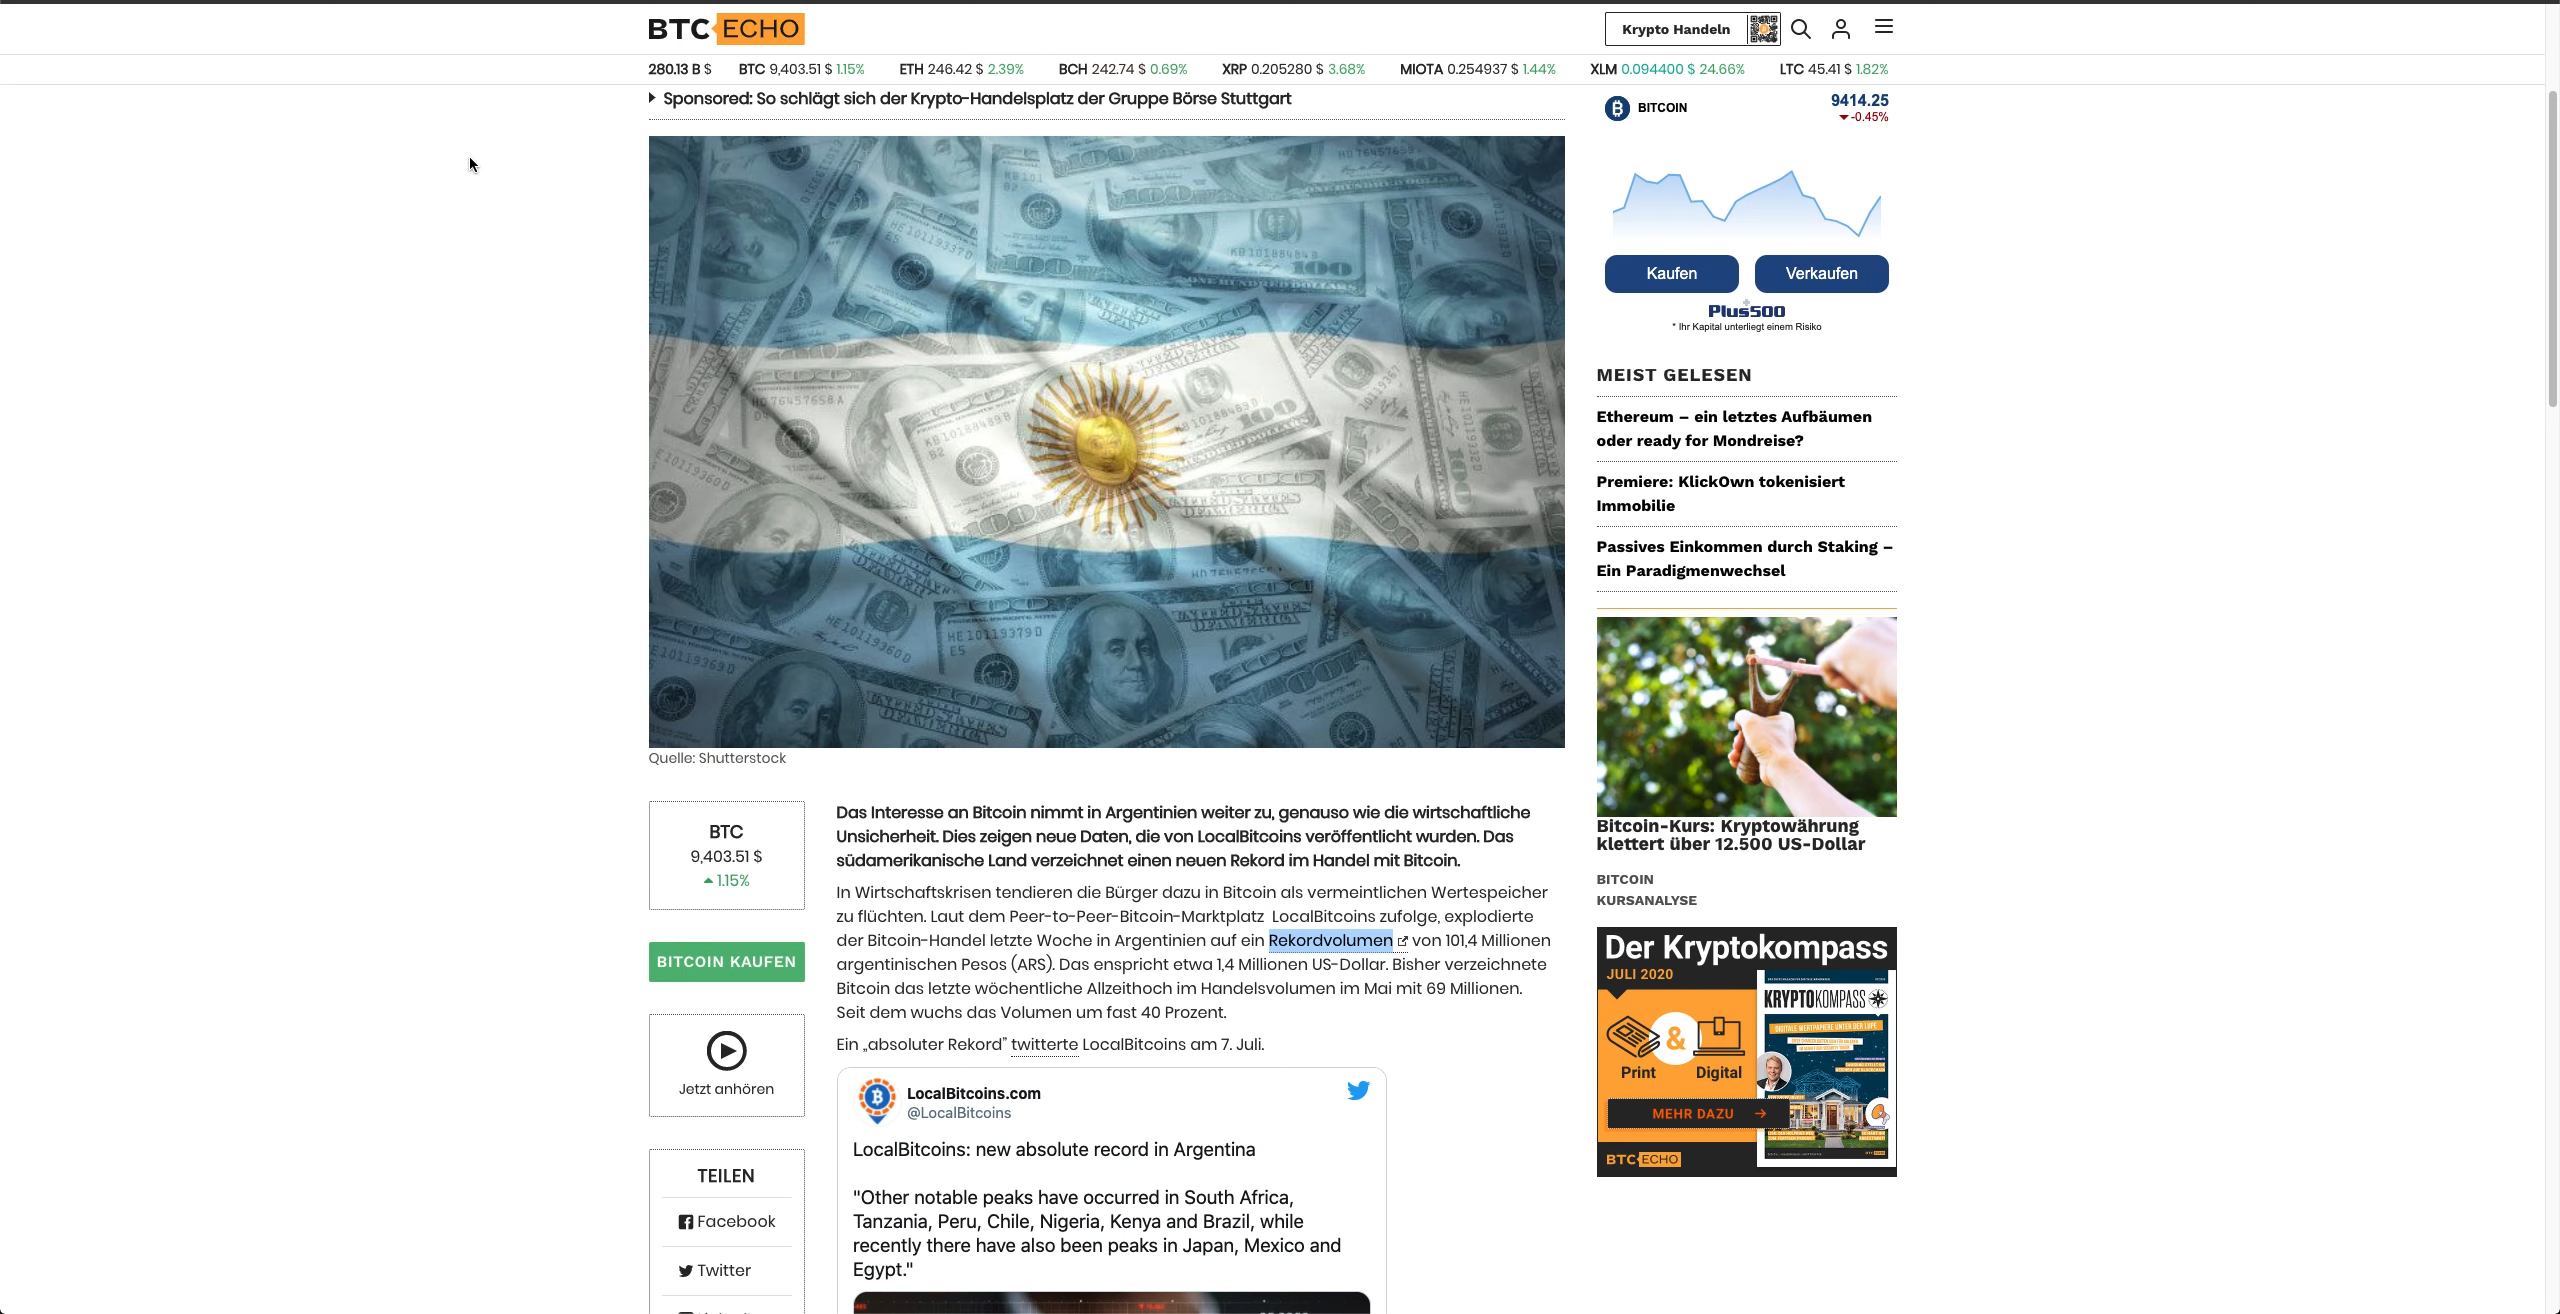 BTC ECHO
Krypto Handeln
280.13 B $ BTC 9,403.51 $ 1.15% ETH 246.42 $ 2.39% BCH 242.74 $ 0.69% XRP 0.205280 $ 3.68% MIOTA 0.254937 $ 1.44% XLM 0.094400 $ 24.66% LTC 45.41 $ 1.82%
Sponsored: So schlägt sich der Krypto-Handelsplatz der Gruppe Börse Stuttgart
Quelle: Shutterstock
BTC
9,403.51 $
1.15%
BITCOIN KAUFEN
Jetzt anhören
TEILEN
Facebook
Twitter
Das Interesse an Bitcoin nimmt in Argentinien weiter zu, genauso wie die wirtschaftliche
Unsicherheit. Dies zeigen neue Daten, die von LocalBitcoins veröffentlicht wurden. Das
südamerikanische Land verzeichnet einen neuen Rekord im Handel mit Bitcoin.
In Wirtschaftskrisen tendieren die Bürger dazu in Bitcoin als vermeintlichen Wertespeicher
zu flüchten. Laut dem Peer-to-Peer-Bitcoin-Marktplatz LocalBitcoins zufolge, explodierte
der Bitcoin-Handel letzte Woche in Argentinien auf ein Rekordvolumen von 101,4 Millionen
argentinischen Pesos (ARS). Das enspricht etwa 1,4 Millionen US-Dollar. Bisher verzeichnete
Bitcoin das letzte wöchentliche Allzeithoch im Handelsvolumen im Mai mit 69 Millionen.
Seit dem wuchs das Volumen um fast 40 Prozent.
Ein „absoluter Rekord” twitterte LocalBitcoins am 7. Juli.
LocalBitcoins.com
@LocalBitcoins
LocalBitcoins: new absolute record in Argentina
"Other notable peaks have occurred in South Africa,
Tanzania, Peru, Chile, Nigeria, Kenya and Brazil, while
recently there have also been peaks in Japan, Mexico and
Egypt."
BITCOIN
9414.25
-0.45%
Kaufen
Verkaufen
Plus500
* Ihr Kapital unterliegt einem Risiko
MEIST GELESEN
Ethereum – ein letztes Aufbäumen
oder ready for Mondreise?
Premiere: KlickOwn tokenisiert
Immobilie
Passives Einkommen durch Staking –
Ein Paradigmenwechsel
Bitcoin-Kurs: Kryptowährung
klettert über 12.500 US-Dollar
BITCOIN
KURSANALYSE
Der Kryptokompass
JULI 2020
KRYPTOKOMPASS
DIGITALE WERTPAPIERE UNTER DER LUPE
&
Print
Digital
MEHR DAZU
BTC ECHO